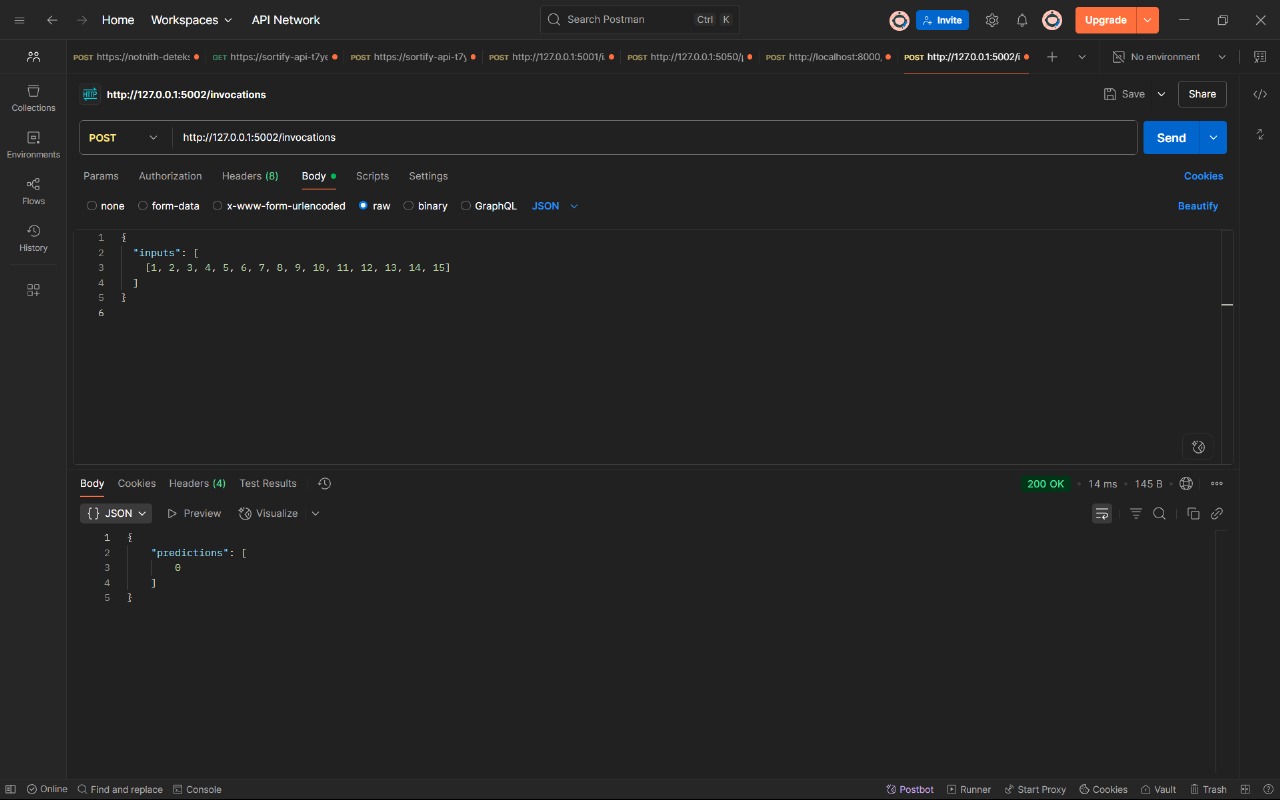 Home Workspaces API Network Search Postman Ctrl K Invite Upgrade
POST https://notnith-deteks GET https://sortify-api-t7ye POST https://sortify-api-t7y POST http://127.0.0.1:5001/i. POST http://127.0.0.1:5050/p POST http://localhost:8000, POST http://127.0.0.1:5002/i No environment
Collections
Environments
Flows
History
HTTP http://127.0.0.1:5002/invocations Save Share
POST http://127.0.0.1:5002/invocations Send
Params Authorization Headers (8) Body Scripts Settings Cookies
none form-data x-www-form-urlencoded raw binary GraphQL JSON Beautify
1 {
2 "inputs": [
3 [1, 2, 3, 4, 5, 6, 7, 8, 9, 10, 11, 12, 13, 14, 15]
4 ]
5 }
6
Body Cookies Headers (4) Test Results 200 OK 14 ms 145 B
{} JSON Preview Visualize
1 {
2 "predictions": [
3 0
4 ]
5 }
Online Find and replace Console Postbot Runner Start Proxy Cookies Vault Trash